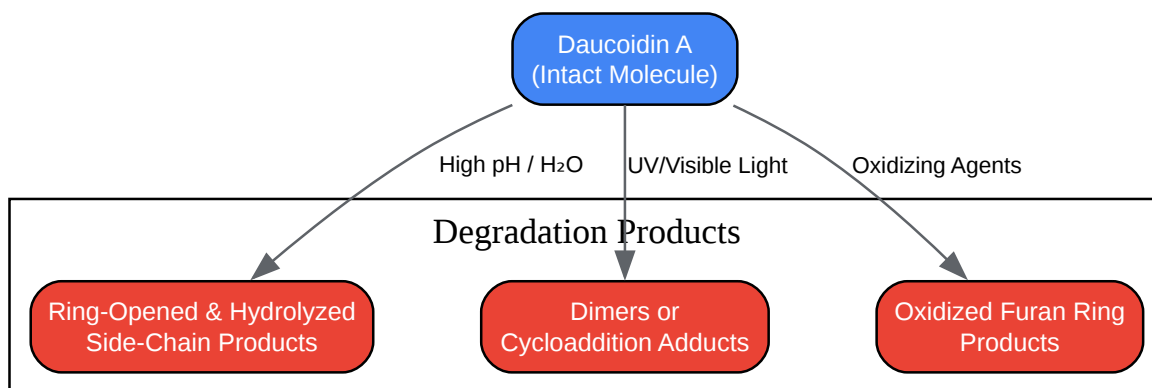 Daucoidin A
(Intact Molecule)
High pH / H₂O
UV/Visible Light
Oxidizing Agents
Degradation Products
Ring-Opened & Hydrolyzed
Side-Chain Products
Dimers or
Cycloaddition Adducts
Oxidized Furan Ring
Products